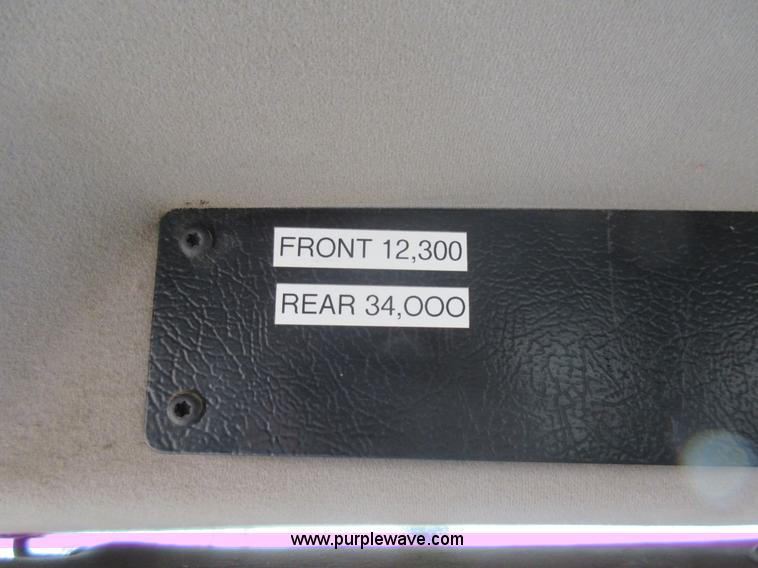 FRONT 12,300
REAR 34,OOO
www.purplewave.com